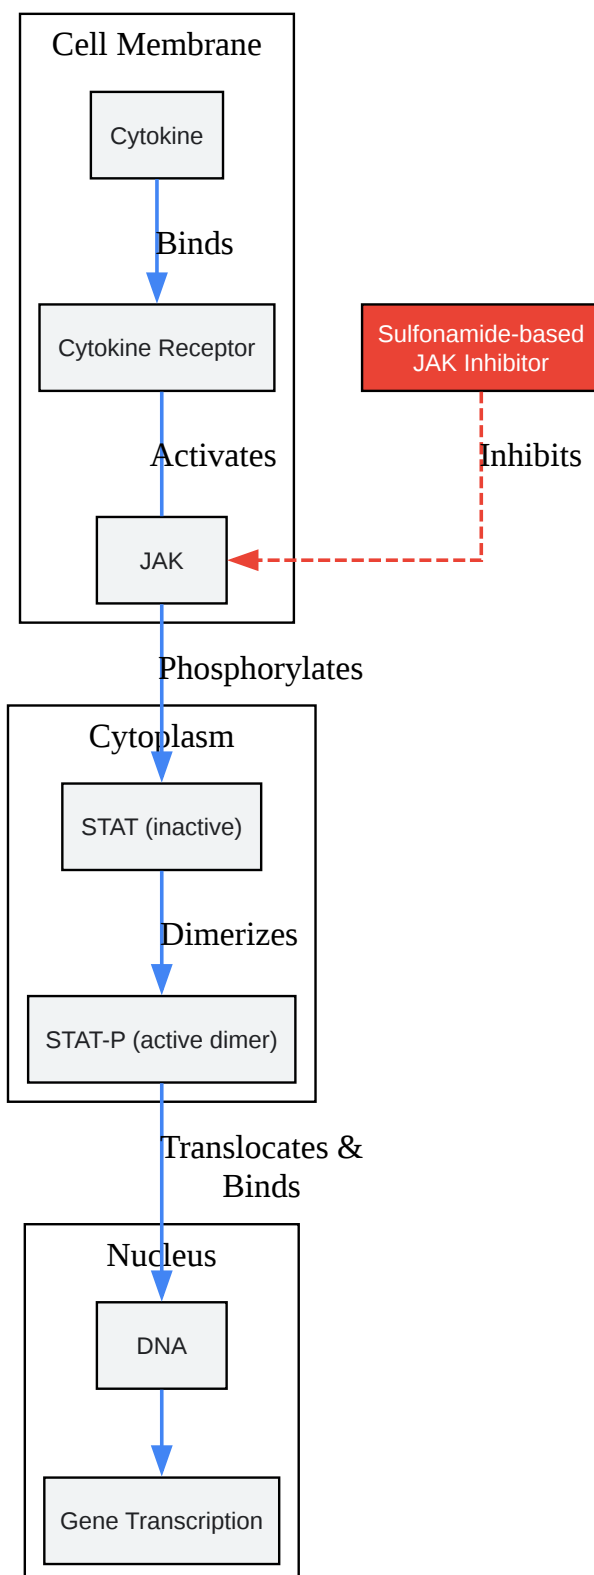 Cell Membrane
Cytokine
Binds
Cytokine Receptor
Sulfonamide-based
JAK Inhibitor
Activates
Inhibits
JAK
Phosphorylates
Cytoplasm
STAT (inactive)
Dimerizes
STAT-P (active dimer)
Translocates &
Binds
Nucleus
DNA
Gene Transcription